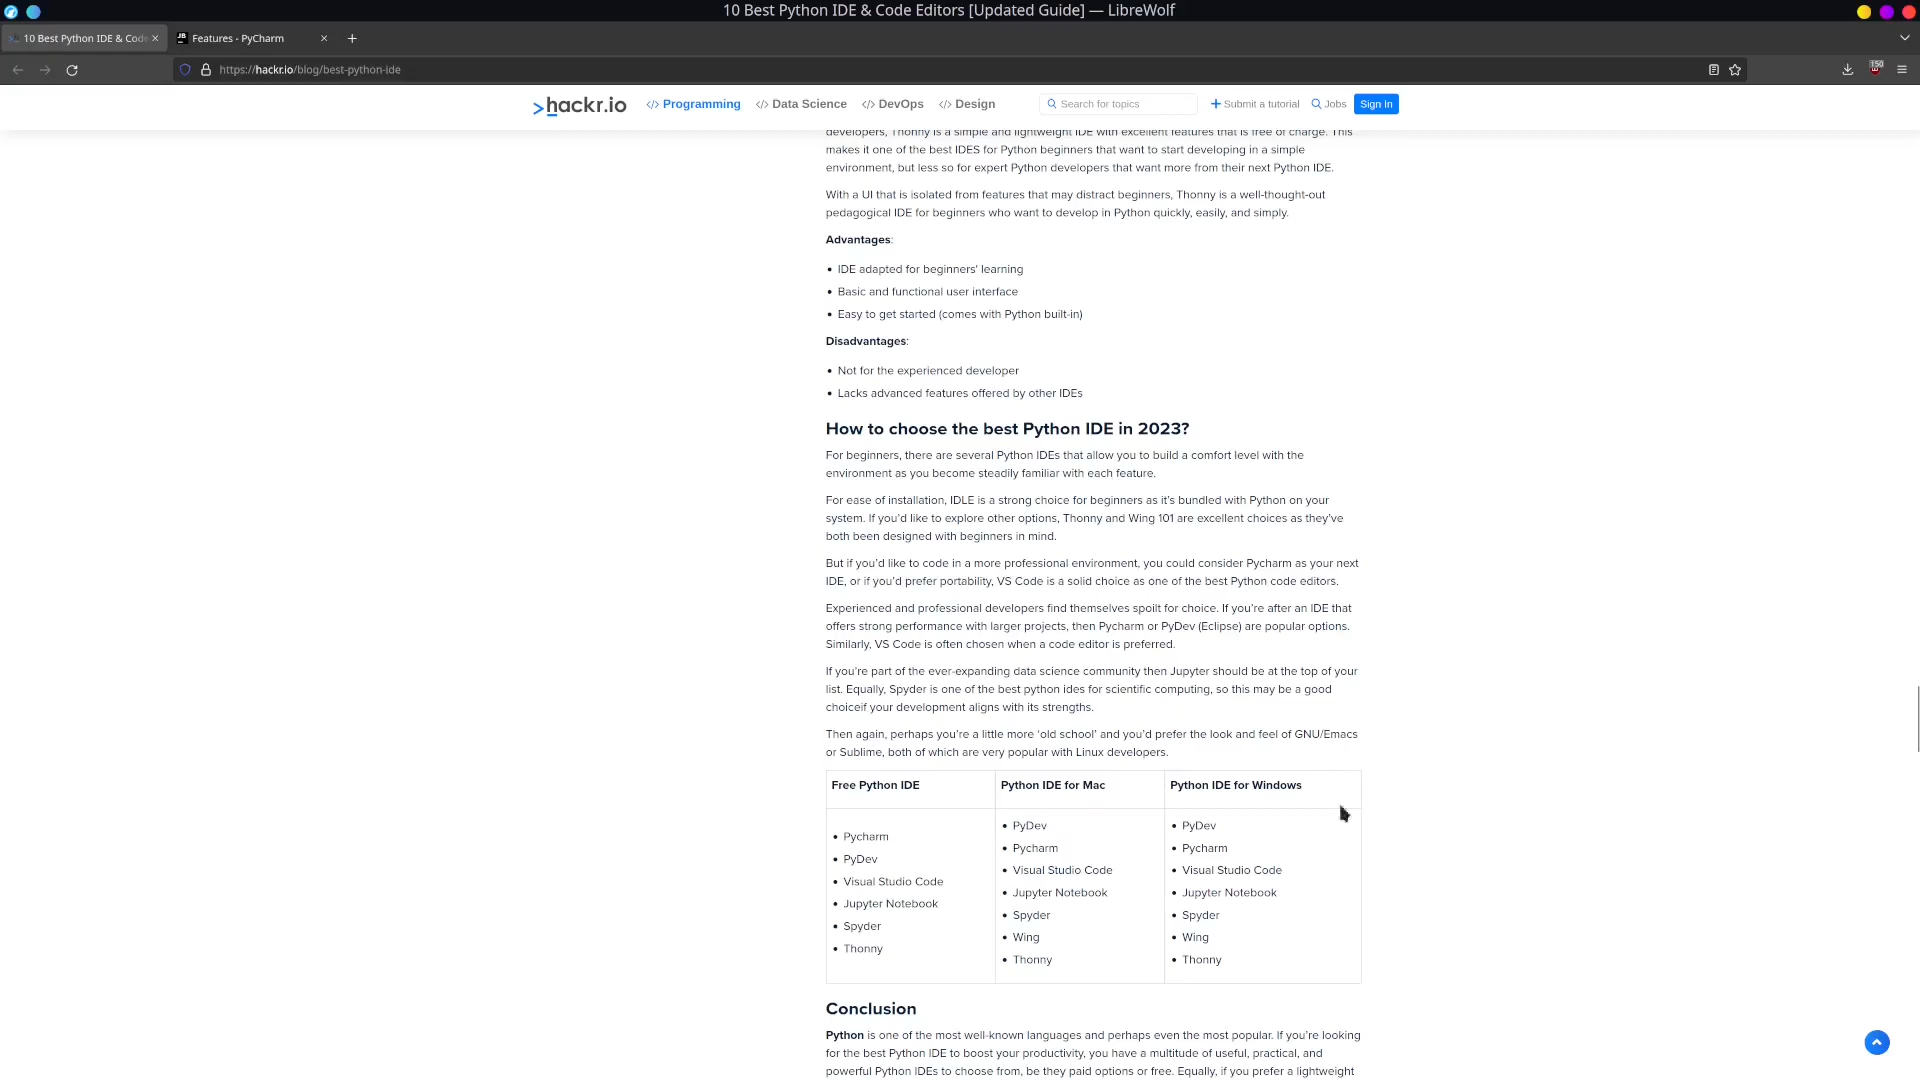 10 Best Python IDE & Code Editors [Updated Guide] — LibreWolf
10 Best Python IDE & Code
Features - PyCharm
https://hackr.io/blog/best-python-ide
150
hackr.io
</> Programming
</> Data Science
</> DevOps
</> Design
Search for topics
Submit a tutorial
Jobs
Sign In
developers, Thonny is a simple and lightweight IDE with excellent features that is free of charge. This
makes it one of the best IDES for Python beginners that want to start developing in a simple
environment, but less so for expert Python developers that want more from their next Python IDE.
With a UI that is isolated from features that may distract beginners, Thonny is a well-thought-out
pedagogical IDE for beginners who want to develop in Python quickly, easily, and simply.
Advantages:
• IDE adapted for beginners' learning
• Basic and functional user interface
• Easy to get started (comes with Python built-in)
Disadvantages:
• Not for the experienced developer
• Lacks advanced features offered by other IDEs
How to choose the best Python IDE in 2023?
For beginners, there are several Python IDEs that allow you to build a comfort level with the
environment as you become steadily familiar with each feature.
For ease of installation, IDLE is a strong choice for beginners as it's bundled with Python on your
system. If you'd like to explore other options, Thonny and Wing 101 are excellent choices as they've
both been designed with beginners in mind.
But if you'd like to code in a more professional environment, you could consider Pycharm as your next
IDE, or if you'd prefer portability, VS Code is a solid choice as one of the best Python code editors.
Experienced and professional developers find themselves spoilt for choice. If you're after an IDE that
offers strong performance with larger projects, then Pycharm or PyDev (Eclipse) are popular options.
Similarly, VS Code is often chosen when a code editor is preferred.
If you're part of the ever-expanding data science community then Jupyter should be at the top of your
list. Equally, Spyder is one of the best python ides for scientific computing, so this may be a good
choiceif your development aligns with its strengths.
Then again, perhaps you're a little more 'old school' and you'd prefer the look and feel of GNU/Emacs
or Sublime, both of which are very popular with Linux developers.
Free Python IDE
• Pycharm
• PyDev
• Visual Studio Code
• Jupyter Notebook
• Spyder
• Thonny
Python IDE for Mac
• PyDev
• Pycharm
• Visual Studio Code
• Jupyter Notebook
• Spyder
• Wing
• Thonny
Python IDE for Windows
• PyDev
• Pycharm
• Visual Studio Code
• Jupyter Notebook
• Spyder
• Wing
• Thonny
Conclusion
Python is one of the most well-known languages and perhaps even the most popular. If you're looking
for the best Python IDE to boost your productivity, you have a multitude of useful, practical, and
powerful Python IDEs to choose from, be they paid options or free. Equally, if you prefer a lightweight